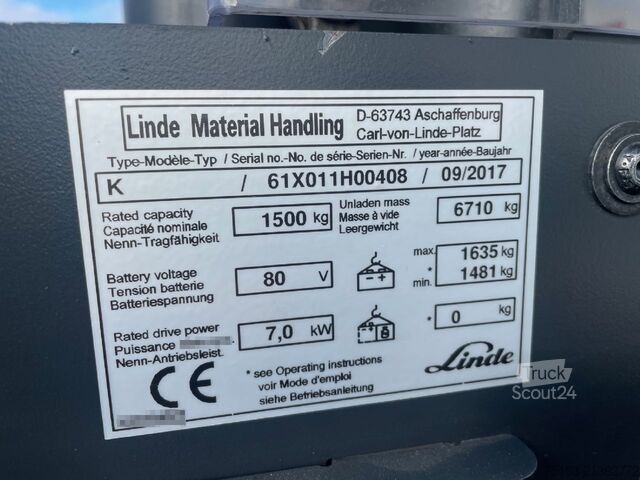 Linde Material Handling
D-63743 Aschaffenburg
Carl-von-Linde-Platz
Type-Modèle-Typ / Serial no.-No. de série-Serien-Nr. / year-année-Baujahr
K / 61X011H00408 / 09/2017
Rated capacity
Capacité nominale
Nenn-Tragfähigkeit
1500 kg
Unladen mass
Masse à vide
Leergewicht
6710 kg
Battery voltage
Tension batterie
Batteriespannung
80 V
max. 1635 kg
* min. 1481 kg
Rated drive power
Puissance
Nenn-Antriebsleist.
7,0 kW
* 0 kg
CE
* see Operating instructions
voir Mode d'emploi
siehe Betriebsanleitung
Linde
Truck
Scout24